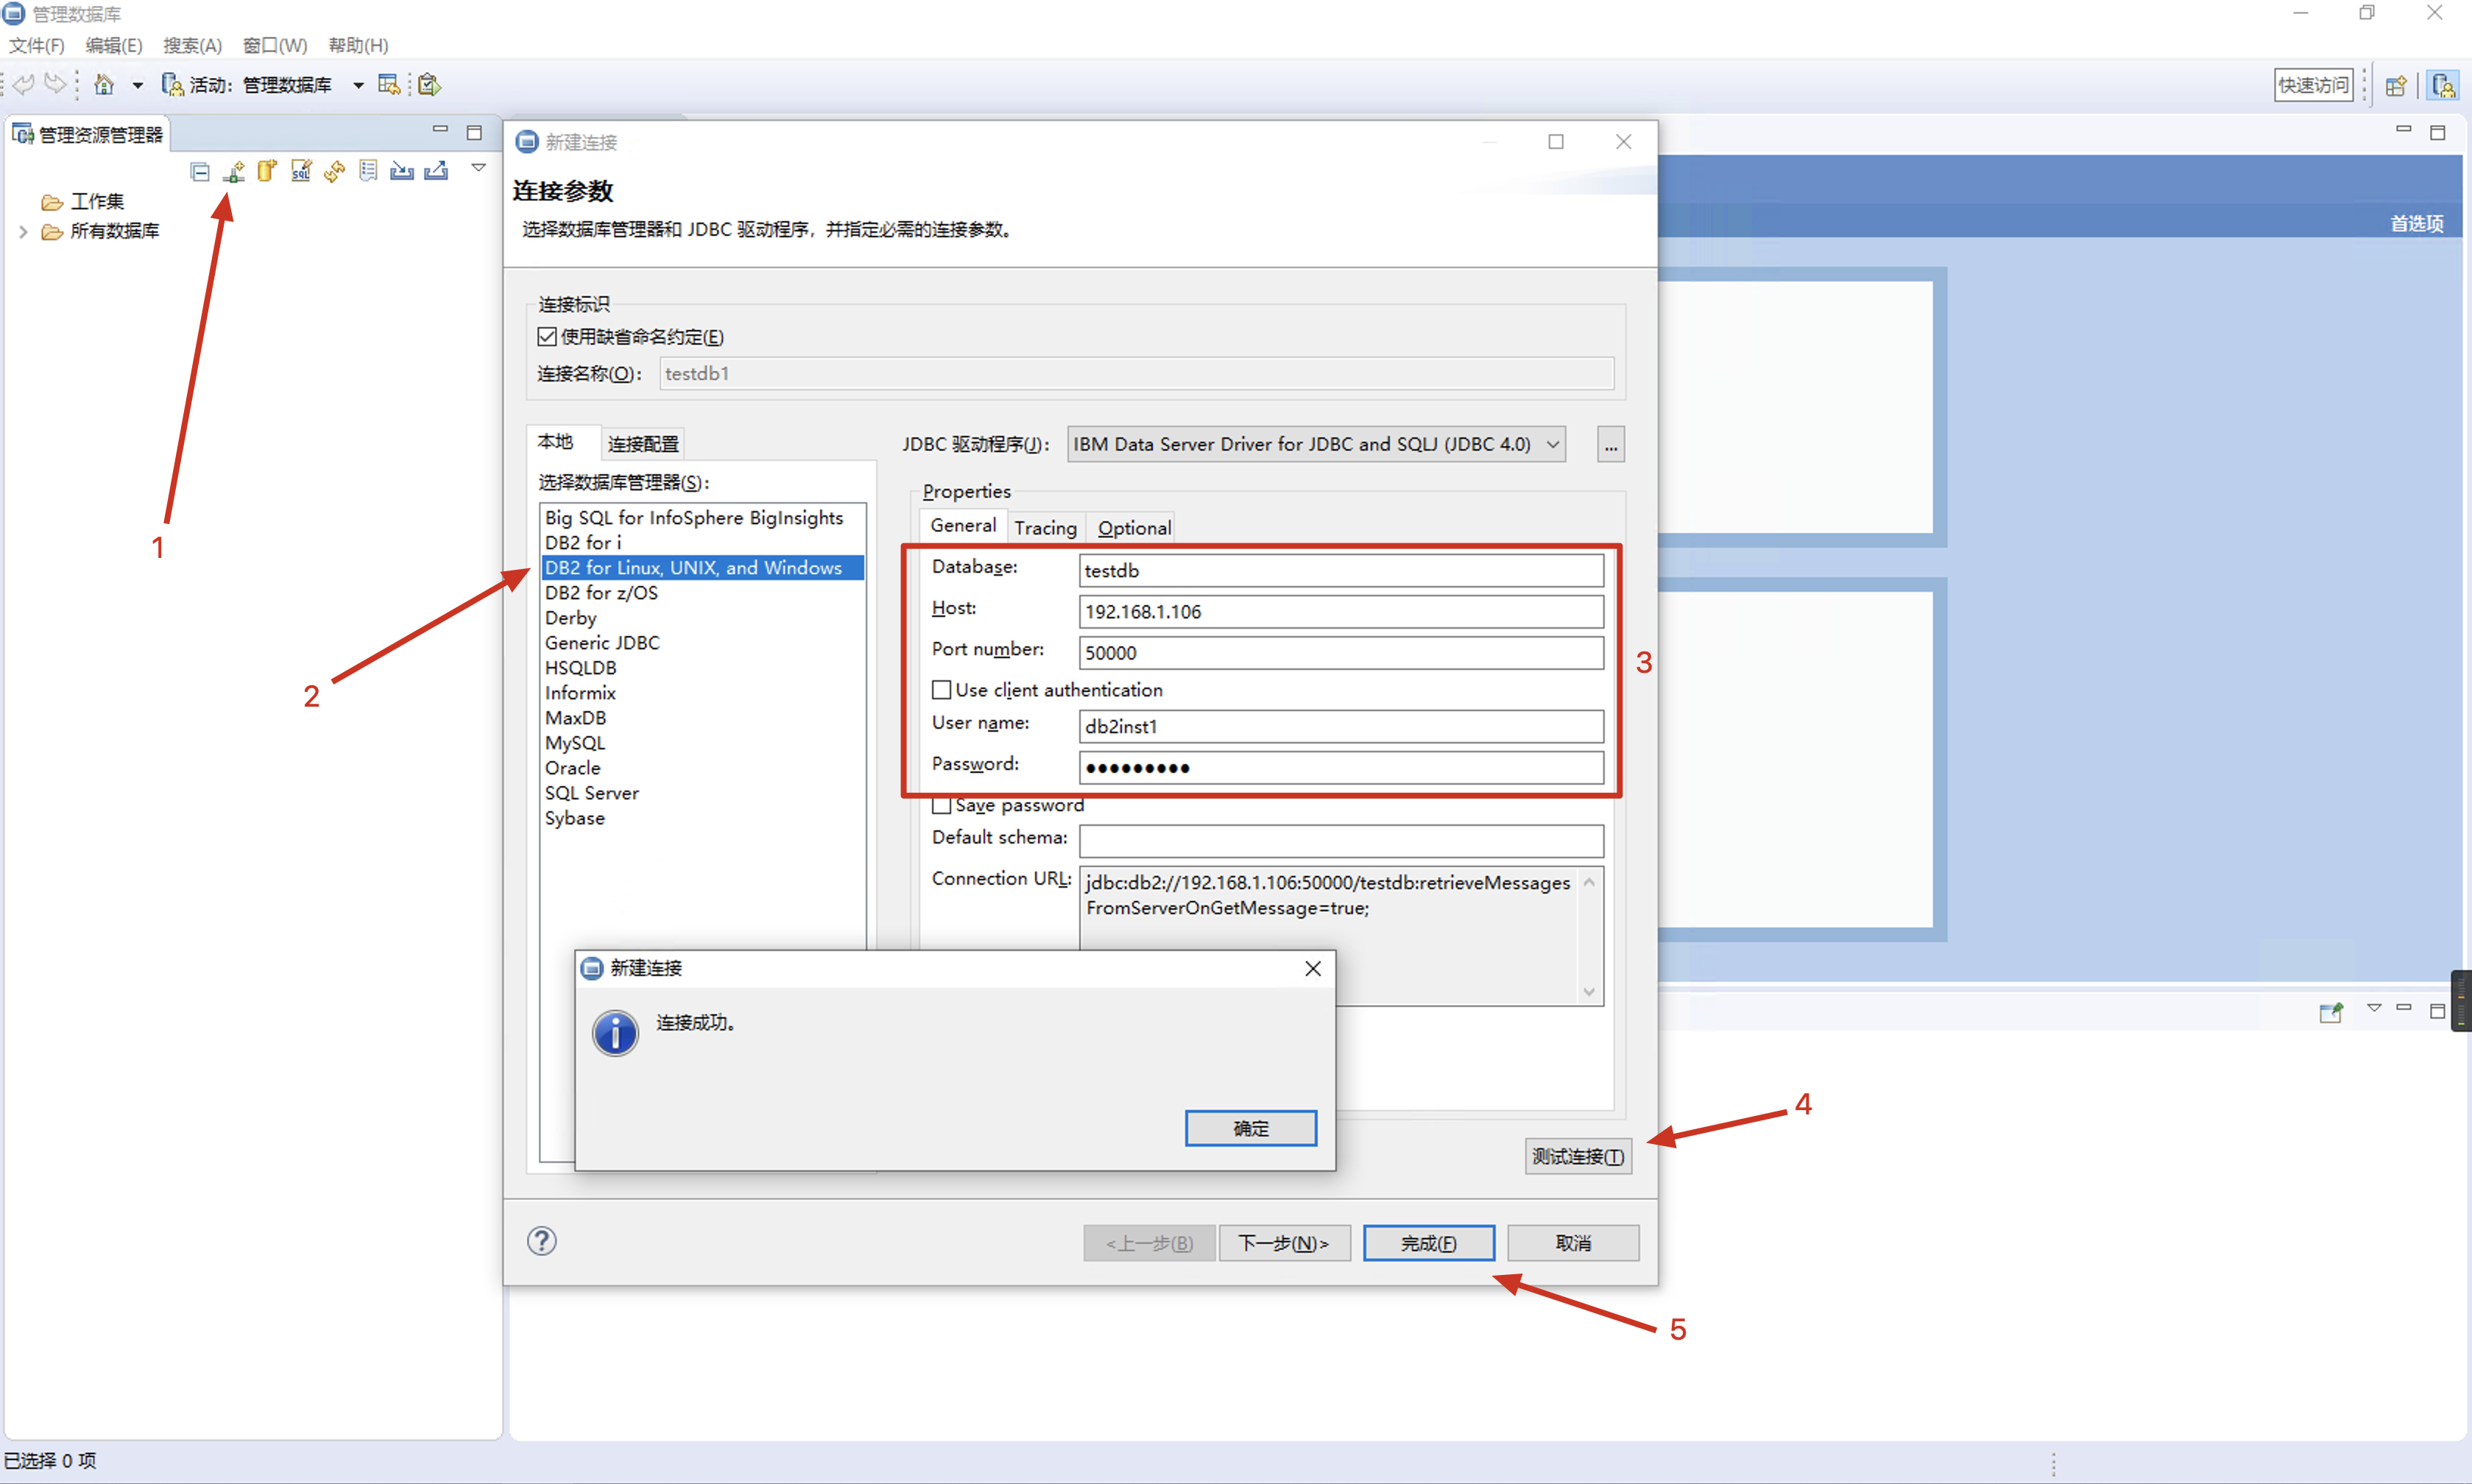 管理数据库
文件(F) 编辑(E) 搜索(A) 窗口(W) 帮助(H)
活动: 管理数据库
快速访问
管理资源管理器
工作集
所有数据库
首选项
新建连接
连接参数
选择数据库管理器和 JDBC 驱动程序，并指定必需的连接参数。
连接标识
使用缺省命名约定(E)
连接名称(O): testdb1
本地 连接配置
JDBC 驱动程序(J): IBM Data Server Driver for JDBC and SQLJ (JDBC 4.0) ...
选择数据库管理器(S):
Big SQL for InfoSphere BigInsights
DB2 for i
DB2 for Linux, UNIX, and Windows
DB2 for z/OS
Derby
Generic JDBC
HSQLDB
Informix
MaxDB
MySQL
Oracle
SQL Server
Sybase
Properties
General Tracing Optional
Database: testdb
Host: 192.168.1.106
Port number: 50000
Use client authentication
User name: db2inst1
Password: ●●●●●●●●●
Save password
Default schema:
Connection URL: jdbc:db2://192.168.1.106:50000/testdb:retrieveMessages
FromServerOnGetMessage=true;
新建连接
连接成功。
确定
测试连接(T)
<上一步(B) 下一步(N)> 完成(F) 取消
1
2
3
4
5
已选择 0 项